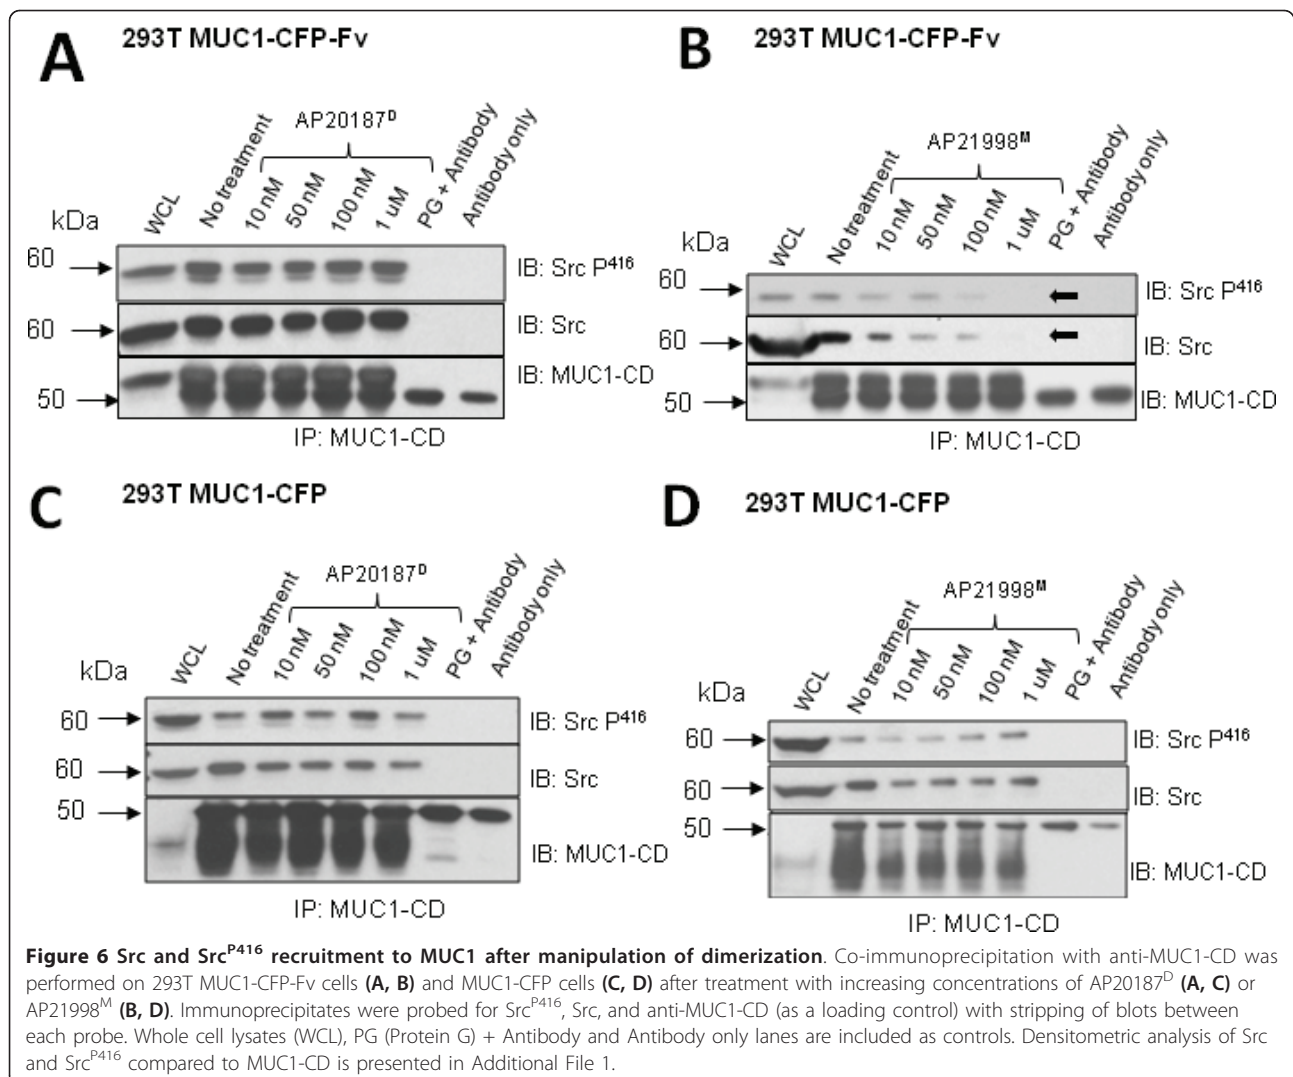 A 293T MUC1-CFP-Fv
AP20187ᴰ
WCL No treatment 10 nM 50 nM 100 nM 1 uM PG + Antibody Antibody only
kDa
60 IB: Src P⁴¹⁶
60 IB: Src
IB: MUC1-CD
50
IP: MUC1-CD
B 293T MUC1-CFP-Fv
AP21998ᴹ
WCL No treatment 10 nM 50 nM 100 nM 1 uM PG + Antibody Antibody only
kDa
60 IB: Src P⁴¹⁶
60 IB: Src
50 IB: MUC1-CD
IP: MUC1-CD
C 293T MUC1-CFP
AP20187ᴰ
WCL No treatment 10 nM 50 nM 100 nM 1 uM PG + Antibody Antibody only
kDa
60 IB: Src P⁴¹⁶
60 IB: Src
50
IB: MUC1-CD
IP: MUC1-CD
D 293T MUC1-CFP
AP21998ᴹ
WCL No treatment 10 nM 50 nM 100 nM 1 uM PG + Antibody Antibody only
kDa
60 IB: Src P⁴¹⁶
60 IB: Src
50
IB: MUC1-CD
IP: MUC1-CD
Figure 6 Src and Srcᴾ⁴¹⁶ recruitment to MUC1 after manipulation of dimerization. Co-immunoprecipitation with anti-MUC1-CD was
performed on 293T MUC1-CFP-Fv cells (A, B) and MUC1-CFP cells (C, D) after treatment with increasing concentrations of AP20187ᴰ (A, C) or
AP21998ᴹ (B, D). Immunoprecipitates were probed for Srcᴾ⁴¹⁶, Src, and anti-MUC1-CD (as a loading control) with stripping of blots between
each probe. Whole cell lysates (WCL), PG (Protein G) + Antibody and Antibody only lanes are included as controls. Densitometric analysis of Src
and Srcᴾ⁴¹⁶ compared to MUC1-CD is presented in Additional File 1.